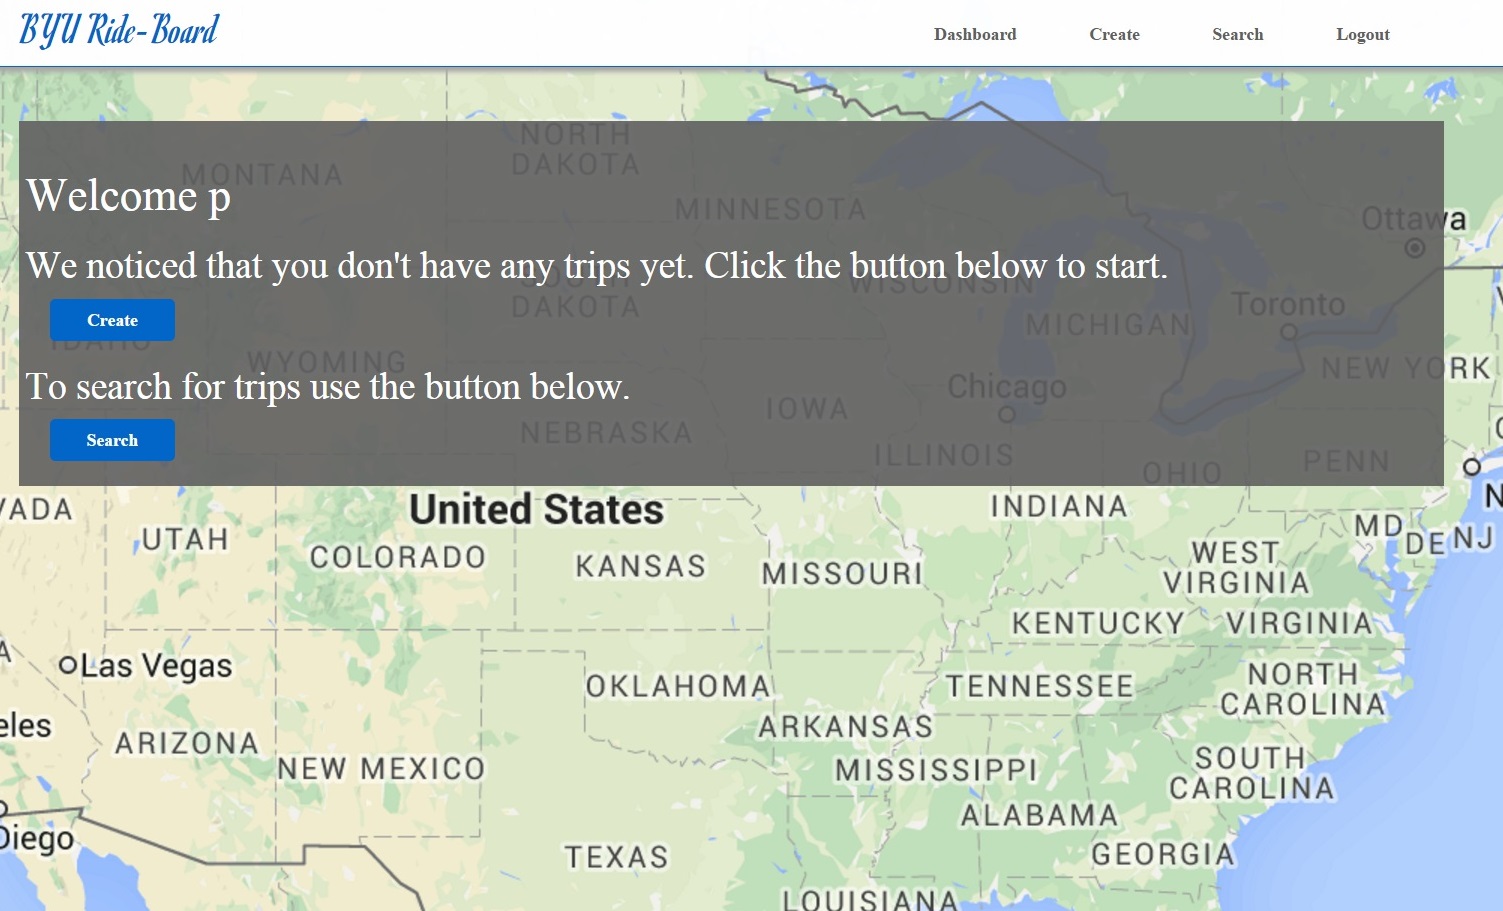 BYU Ride-Board
Dashboard Create Search Logout
NORTH
DAKOTA
MONTANA
Welcome p
MINNESOTA
Ottawa
We noticed that you don't have any trips yet. Click the button below to start.
WISCONSIN
SOUTH
DAKOTA
Toronto
MICHIGAN
Create
IDAHO
WYOMING
NEW YORK
To search for trips use the button below.
Chicago
IOWA
NEBRASKA
Search
ILLINOIS
OHIO
PENN
United States
VADA
UTAH
COLORADO
KANSAS
MISSOURI
INDIANA
WEST
VIRGINIA
MD
DE
NJ
N
KENTUCKY
VIRGINIA
Las Vegas
OKLAHOMA
TENNESSEE
NORTH
CAROLINA
eles
ARIZONA
NEW MEXICO
ARKANSAS
MISSISSIPPI
SOUTH
CAROLINA
ALABAMA
Diego
TEXAS
GEORGIA
LOUISIANA